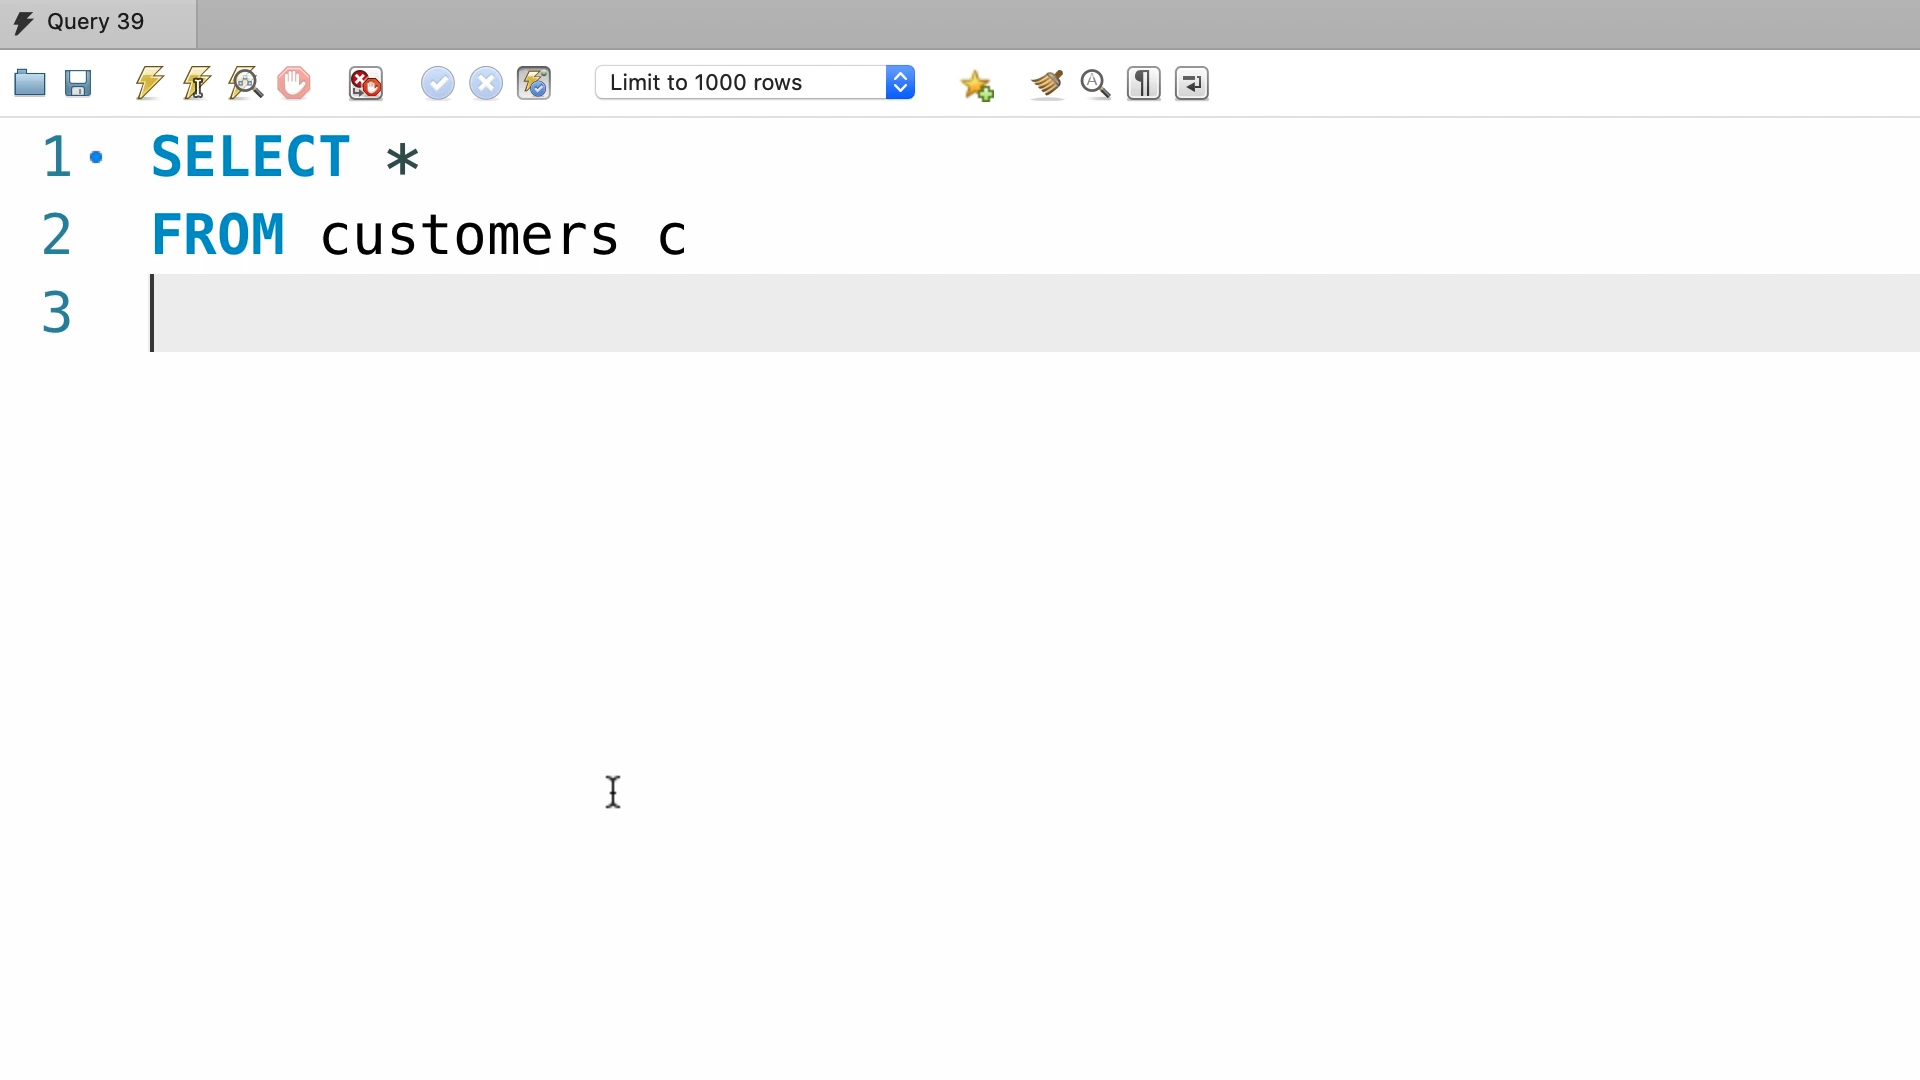 Query 39
Limit to 1000 rows
1 SELECT *
2 FROM customers c
3